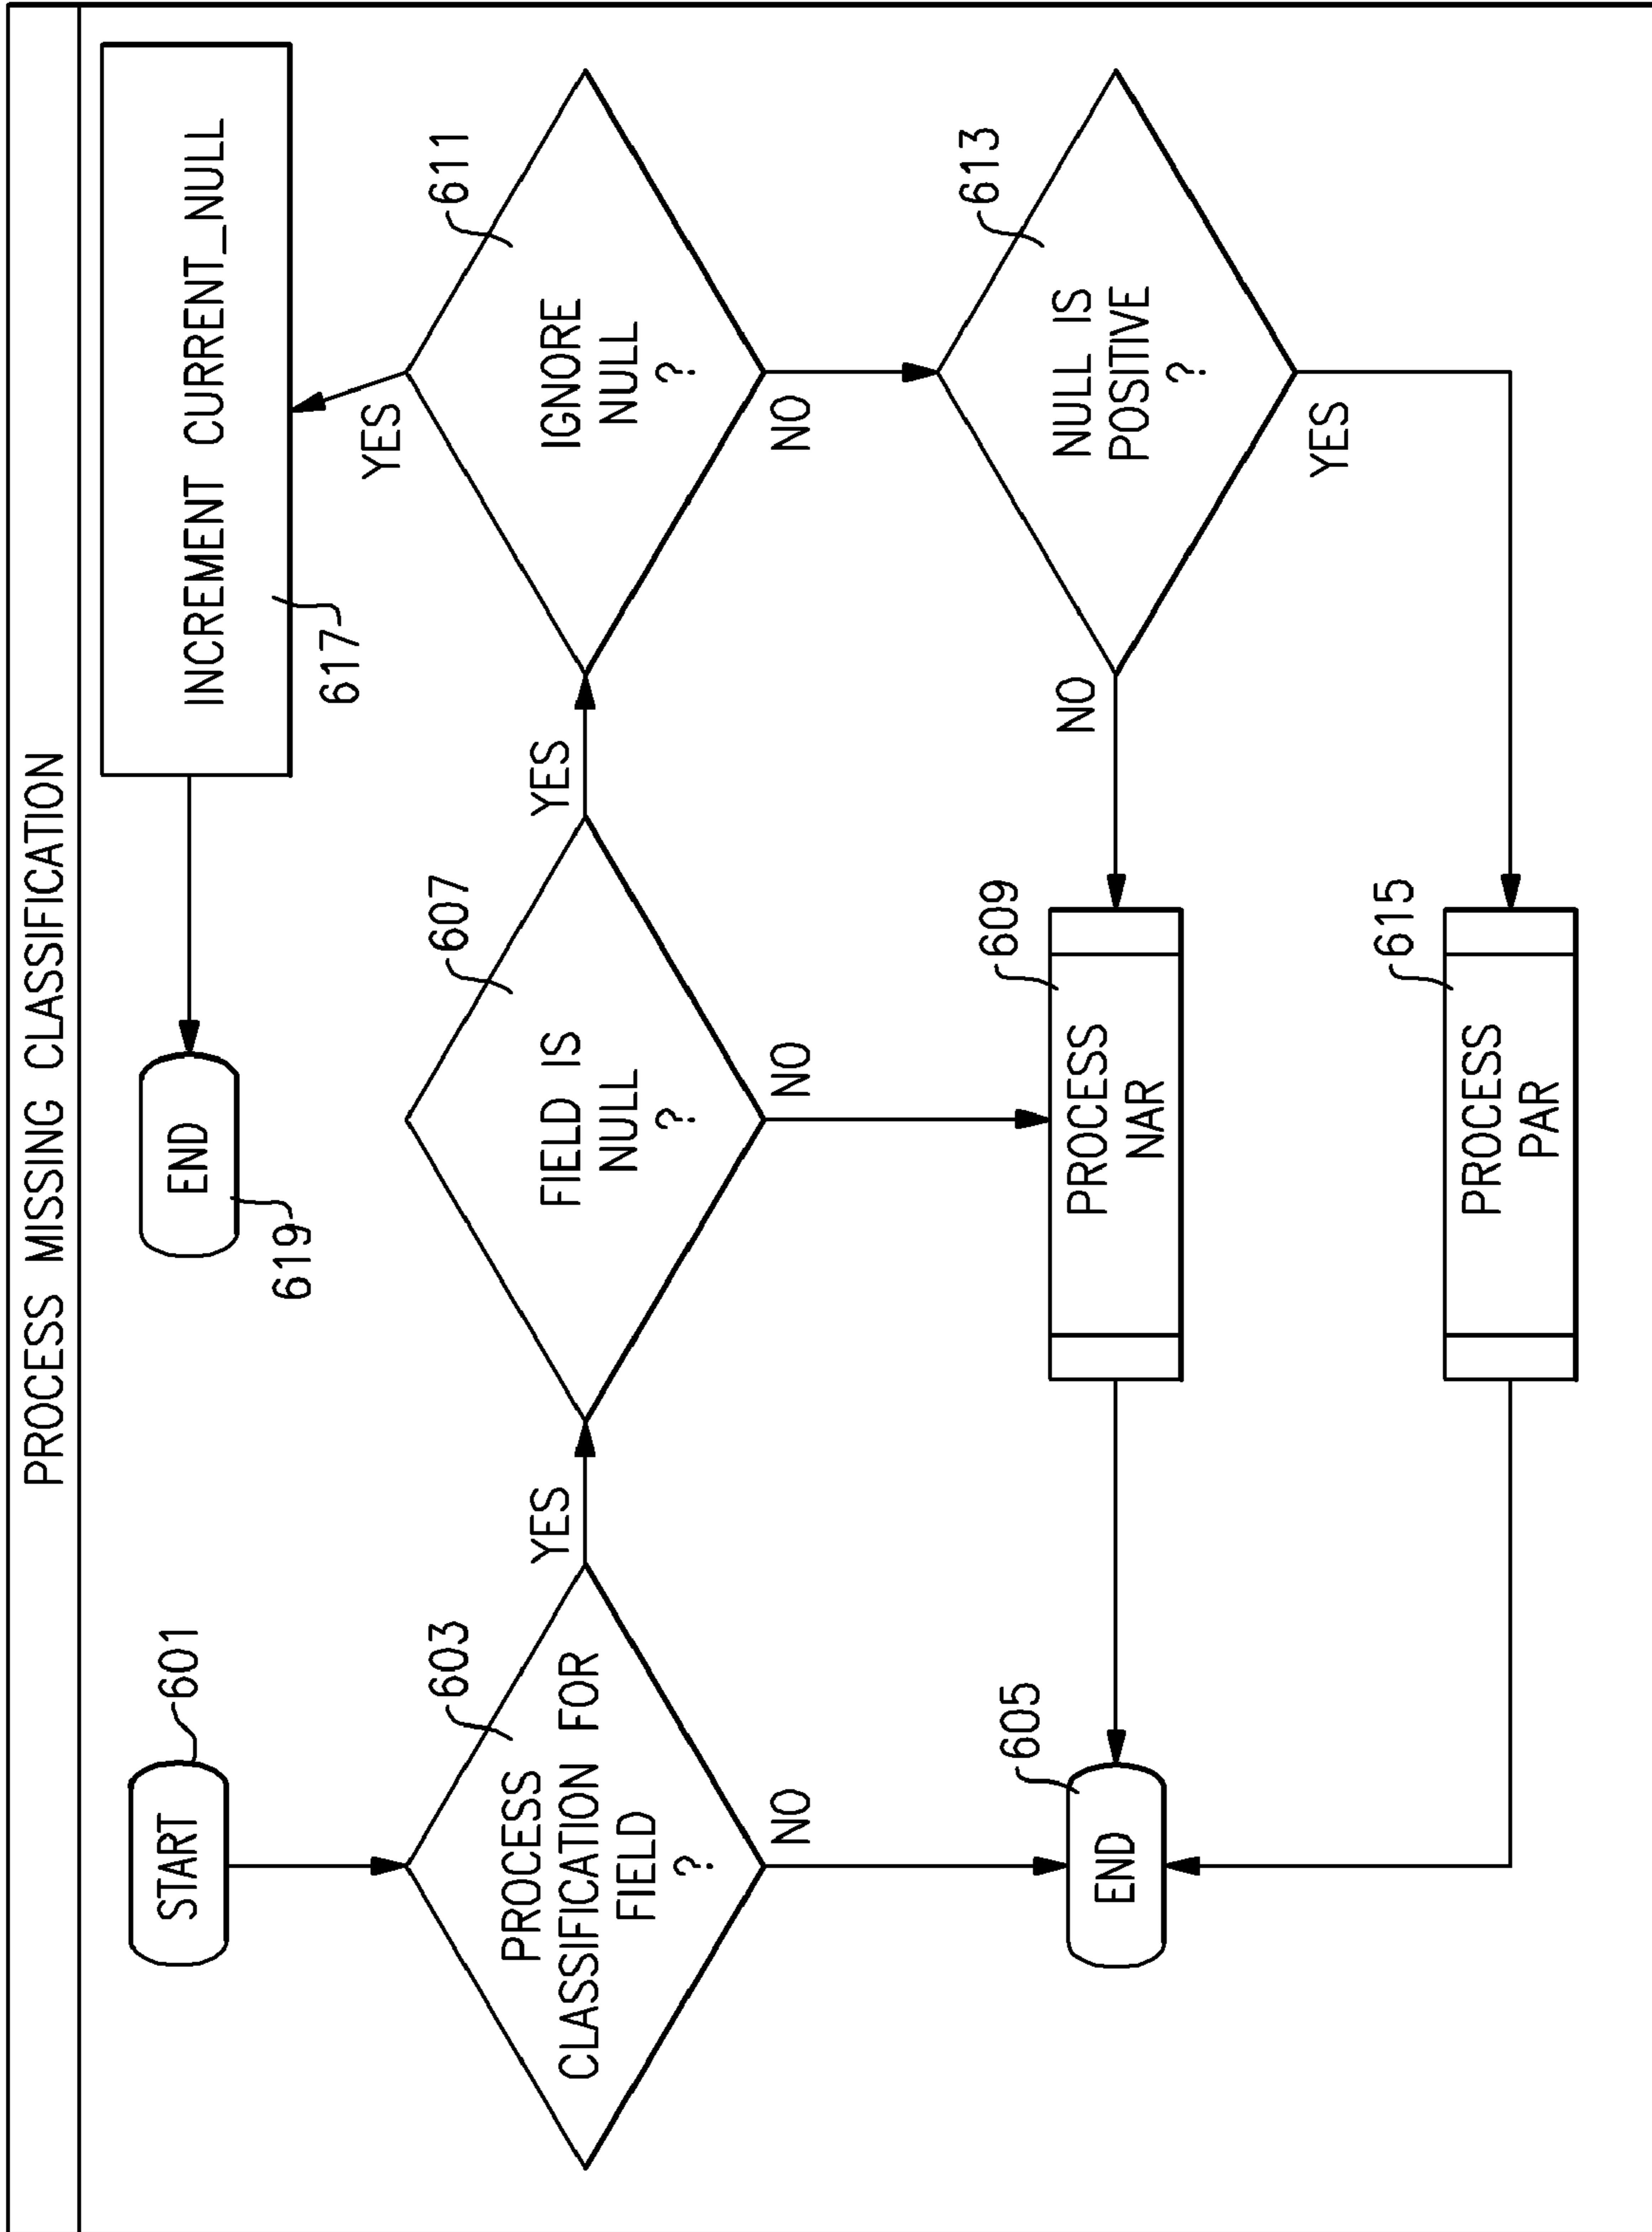 PROCESS MISSING CLASSIFICATION
START
601
END
619
INCREMENT CURRENT_NULL
617
PROCESS
CLASSIFICATION FOR
FIELD
?
603
YES
NO
FIELD IS
NULL
?
607
YES
NO
IGNORE
NULL
?
611
YES
NO
END
605
PROCESS
NAR
609
NO
NULL IS
POSITIVE
?
613
YES
PROCESS
PAR
615